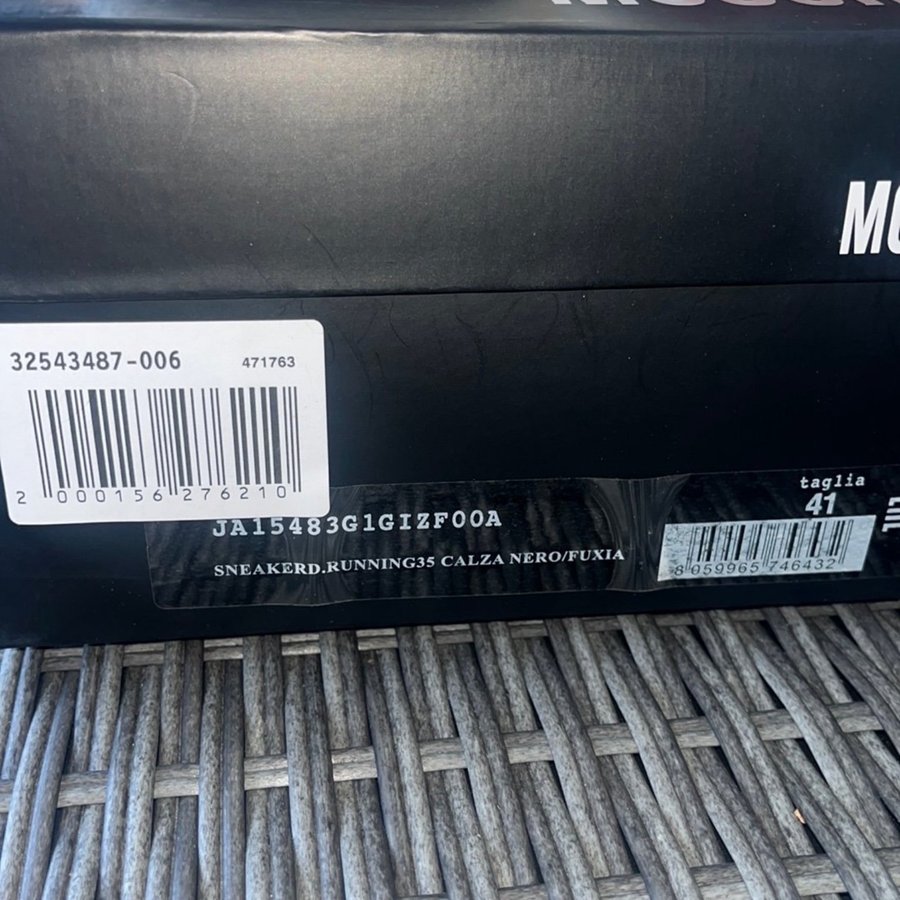 32543487-006 471763
2 000156 276210
taglia
41
JA15483G1GIZF00A
SNEAKERD.RUNNING35 CALZA NERO/FUXIA
8 059965 746432